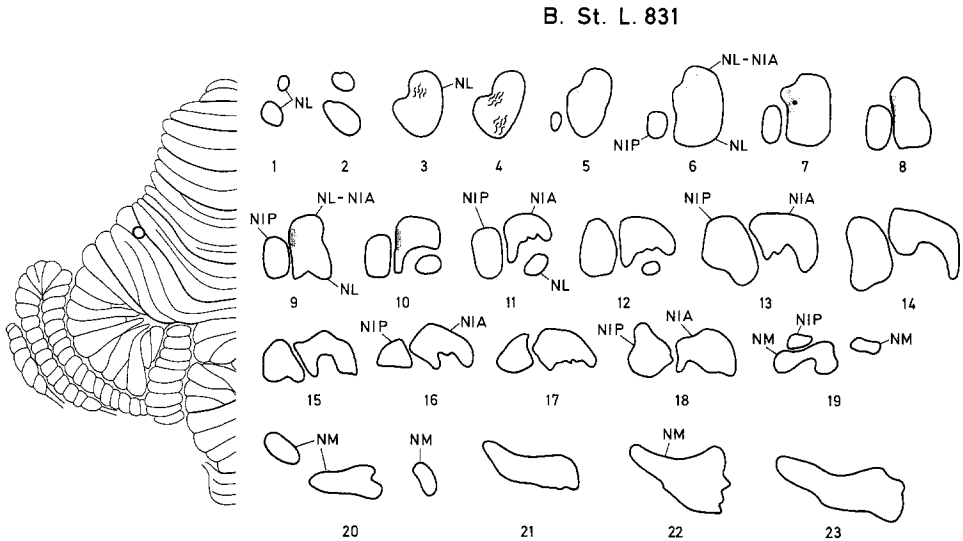 B. St. L. 831
NL NL NL-NIA
NIP NL
1 2 3 4 5 6 7 8
NIP NL-NIA NIP NIA NIP NIA
NL NL
9 10 11 12 13 14
NIP NIA NIP NIA NM NIP NM
15 16 17 18 19
NM NM NM
20 21 22 23